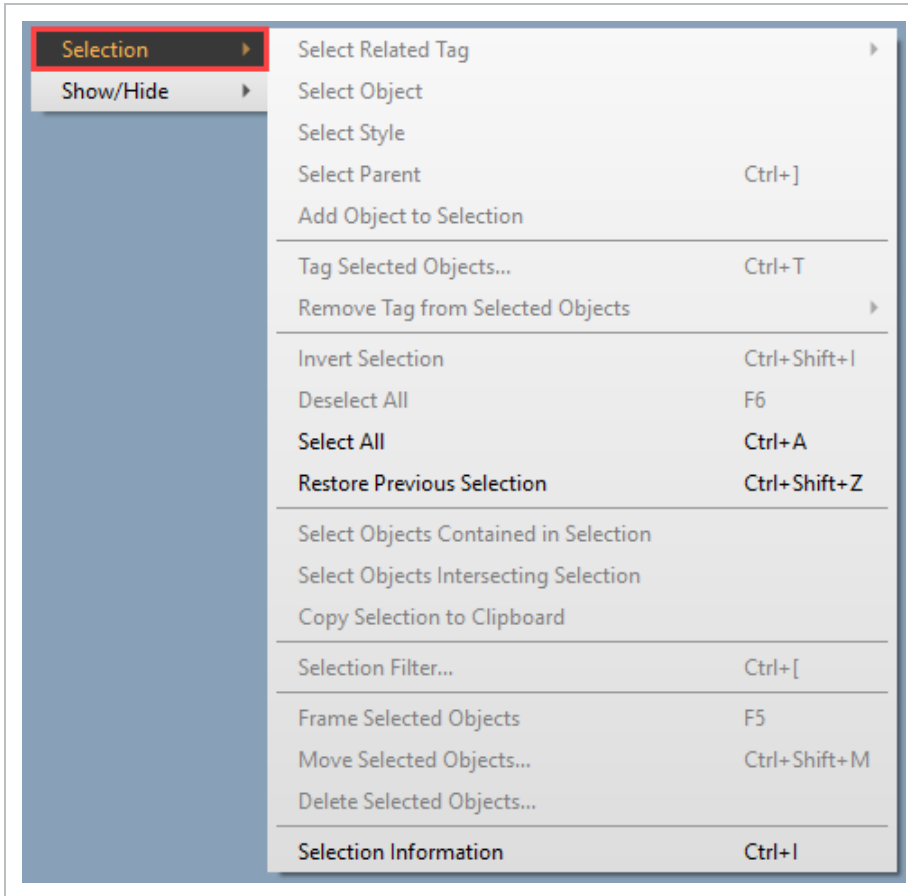 Selection
Show/Hide
Select Related Tag
Select Object
Select Style
Select Parent Ctrl+]
Add Object to Selection
Tag Selected Objects... Ctrl+T
Remove Tag from Selected Objects
Invert Selection Ctrl+Shift+I
Deselect All F6
Select All Ctrl+A
Restore Previous Selection Ctrl+Shift+Z
Select Objects Contained in Selection
Select Objects Intersecting Selection
Copy Selection to Clipboard
Selection Filter... Ctrl+[
Frame Selected Objects F5
Move Selected Objects... Ctrl+Shift+M
Delete Selected Objects...
Selection Information Ctrl+I